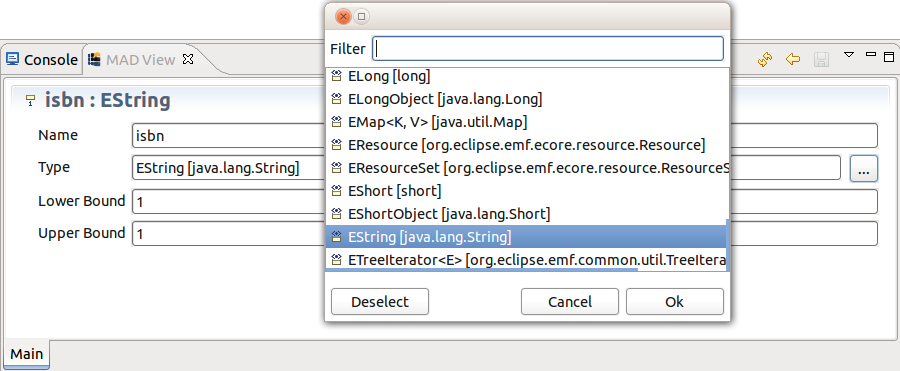 Filter
Console MAD View
ELong [long]
ELongObject [java.lang.Long]
isbn : EString
EMap<K, V> [java.util.Map]
Name isbn
EResource [org.eclipse.emf.ecore.resource.Resource]
Type EString [java.lang.String] ...
EResourceSet [org.eclipse.emf.ecore.resource.ResourceS
EShort [short]
Lower Bound 1
EShortObject [java.lang.Short]
Upper Bound 1
EString [java.lang.String]
ETreeIterator<E> [org.eclipse.emf.common.util.TreeItera
Deselect Cancel Ok
Main